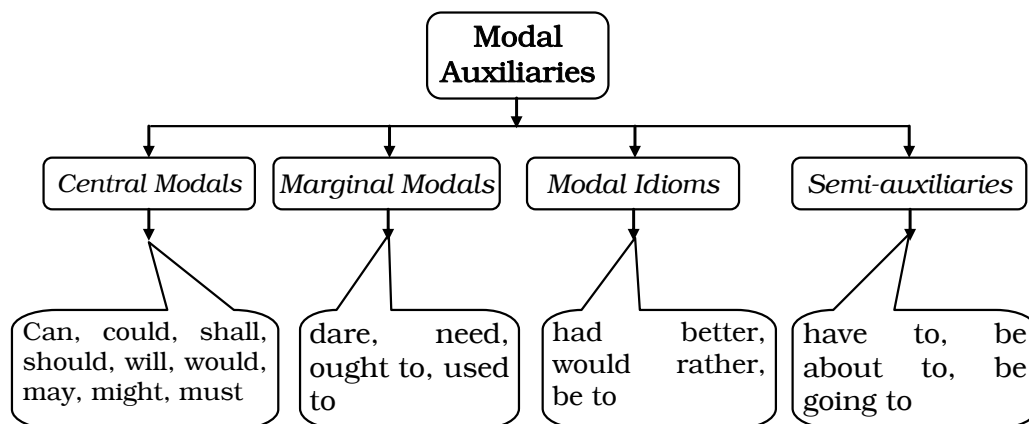 Modal
Auxiliaries
Central Modals
Marginal Modals
Modal Idioms
Semi-auxiliaries
Can, could, shall,
should, will, would,
may, might, must
dare, need,
ought to, used
to
had better,
would rather,
be to
have to, be
about to, be
going to